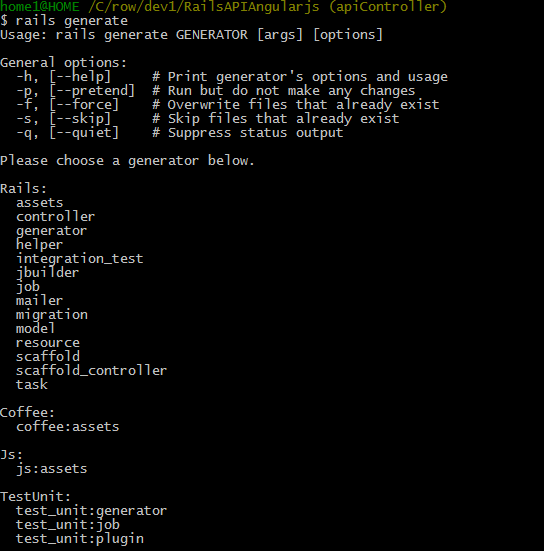 home1@HOME /C/row/dev1/RailsAPIAngularjs (apiController)
$ rails generate
Usage: rails generate GENERATOR [args] [options]
General options:
  -h, [--help]     # Print generator's options and usage
  -p, [--pretend]  # Run but do not make any changes
  -f, [--force]    # Overwrite files that already exist
  -s, [--skip]     # Skip files that already exist
  -q, [--quiet]    # Suppress status output
Please choose a generator below.
Rails:
  assets
  controller
  generator
  helper
  integration_test
  jbuilder
  job
  mailer
  migration
  model
  resource
  scaffold
  scaffold_controller
  task
Coffee:
  coffee:assets
Js:
  js:assets
TestUnit:
  test_unit:generator
  test_unit:job
  test_unit:plugin